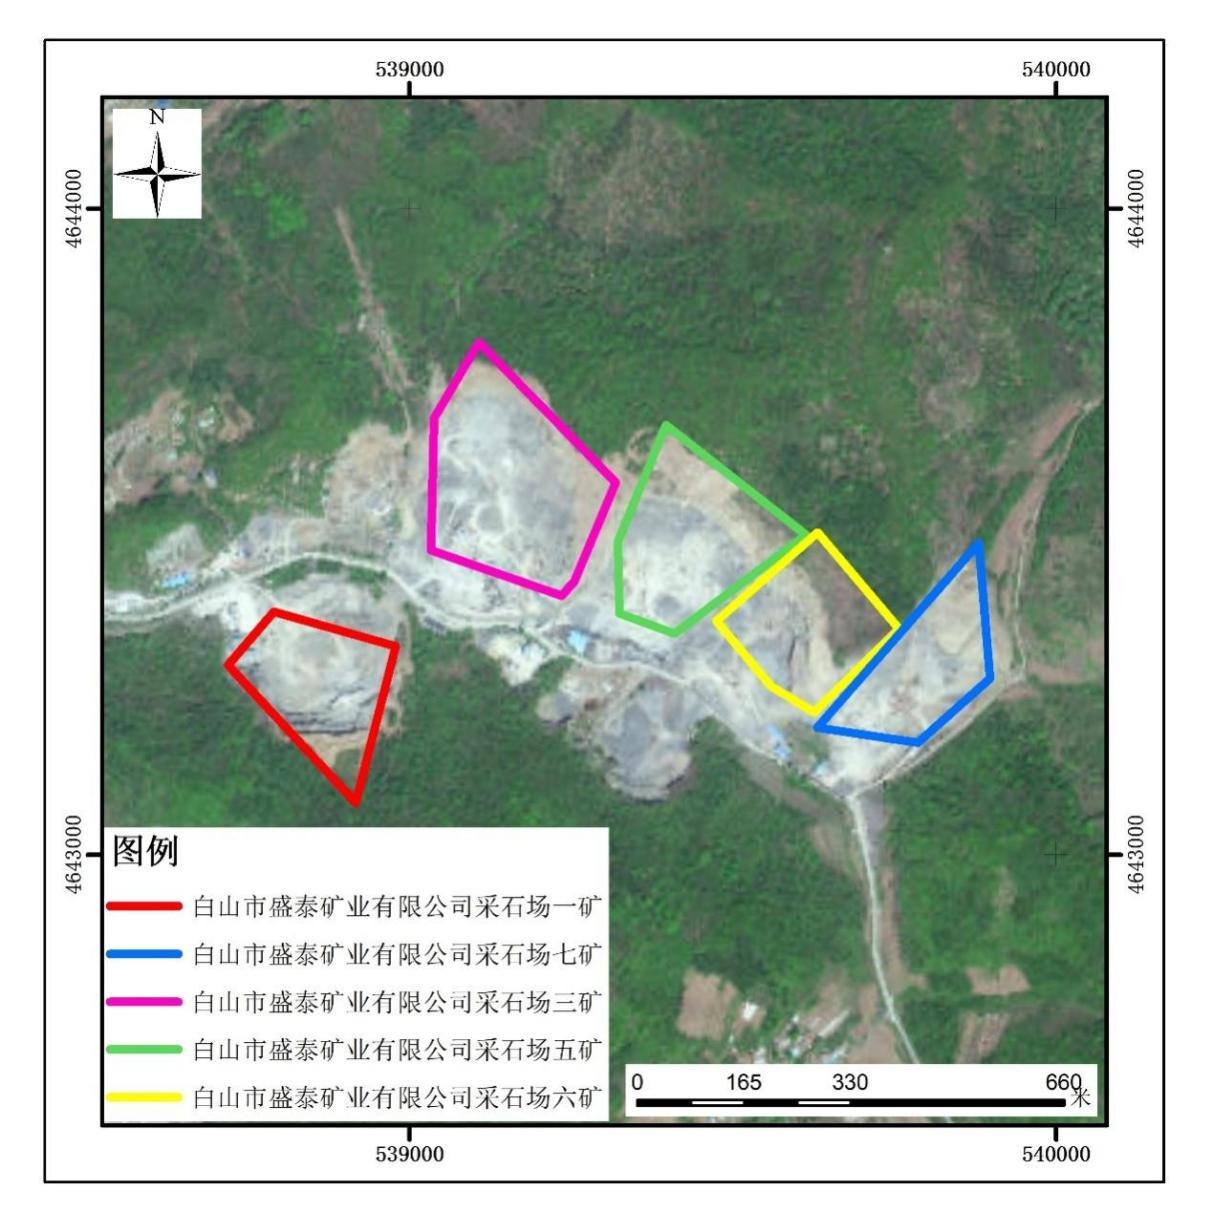 539000 540000
N
4644000 4644000
4643000 4643000
图例
白山市盛泰矿业有限公司采石场一矿
白山市盛泰矿业有限公司采石场七矿
白山市盛泰矿业有限公司采石场三矿
白山市盛泰矿业有限公司采石场五矿
白山市盛泰矿业有限公司采石场六矿
0 165 330 660
米
539000 540000